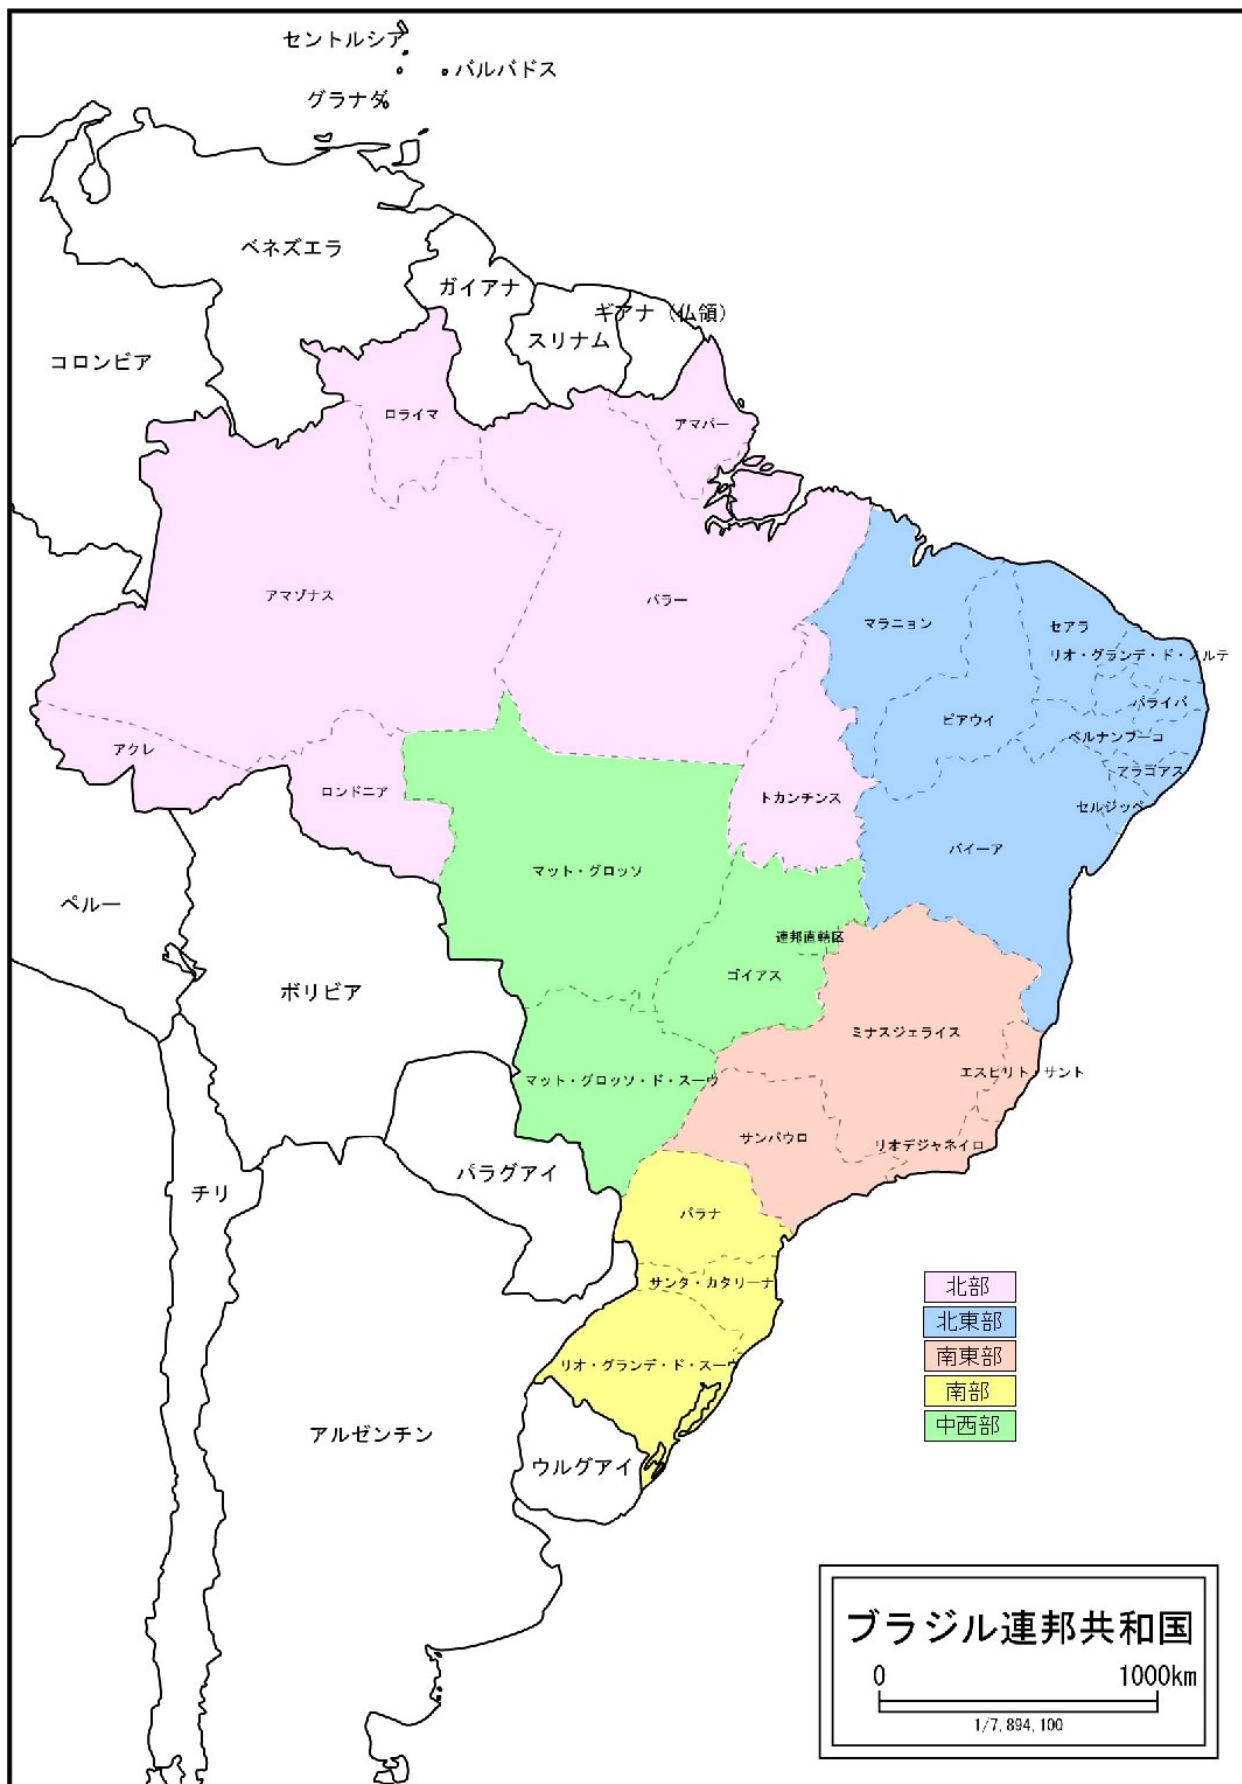 セントルシア
バルバドス
グラナダ
ベネズエラ
ガイアナ
ギアナ（仏領）
スリナム
コロンビア
ロライマ
アマパー
アマゾナス
パラー
マラニョン
セアラ
リオ・グランデ・ド・ノルテ
パライバ
ピアウイ
ペルナンブーコ
アクレ
アラゴアス
ロンドニア
トカンチンス
セルジッペ
バイーア
マット・グロッソ
ペルー
連邦直轄区
ゴイアス
ボリビア
ミナスジェライス
エスピリト・サント
マット・グロッソ・ド・スーウ
サンパウロ
リオデジャネイロ
パラグアイ
チリ
パラナ
サンタ・カタリーナ
北部
北東部
南東部
南部
中西部
リオ・グランデ・ド・スーウ
アルゼンチン
ウルグアイ
ブラジル連邦共和国
0 1000km
1/7,894,100